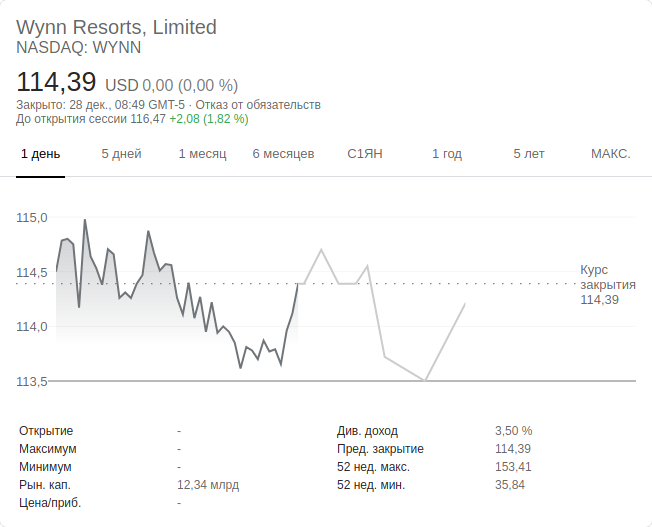 Wynn Resorts, Limited
NASDAQ: WYNN
114,39 USD 0,00 (0,00 %)
Закрыто: 28 дек., 08:49 GMT-5 · Отказ от обязательств
До открытия сессии 116,47 +2,08 (1,82 %)
1 день 5 дней 1 месяц 6 месяцев С1ЯН 1 год 5 лет МАКС.
115,0
114,5
Курс
закрытия
114,39
114,0
113,5
Открытие - Див. доход 3,50 %
Максимум - Пред. закрытие 114,39
Минимум - 52 нед. макс. 153,41
Рын. кап. 12,34 млрд 52 нед. мин. 35,84
Цена/приб. -